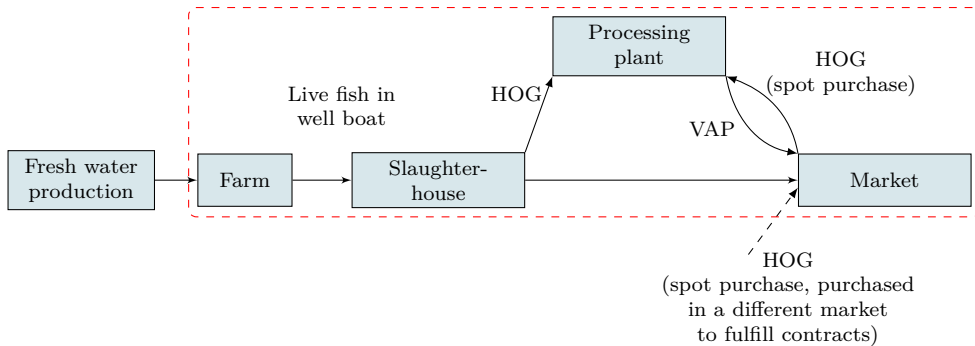 Processing
plant
HOG
(spot purchase)
Live fish in
well boat
HOG
VAP
Fresh water
production
Farm
Slaughter-
house
Market
HOG
(spot purchase, purchased
in a different market
to fulfill contracts)